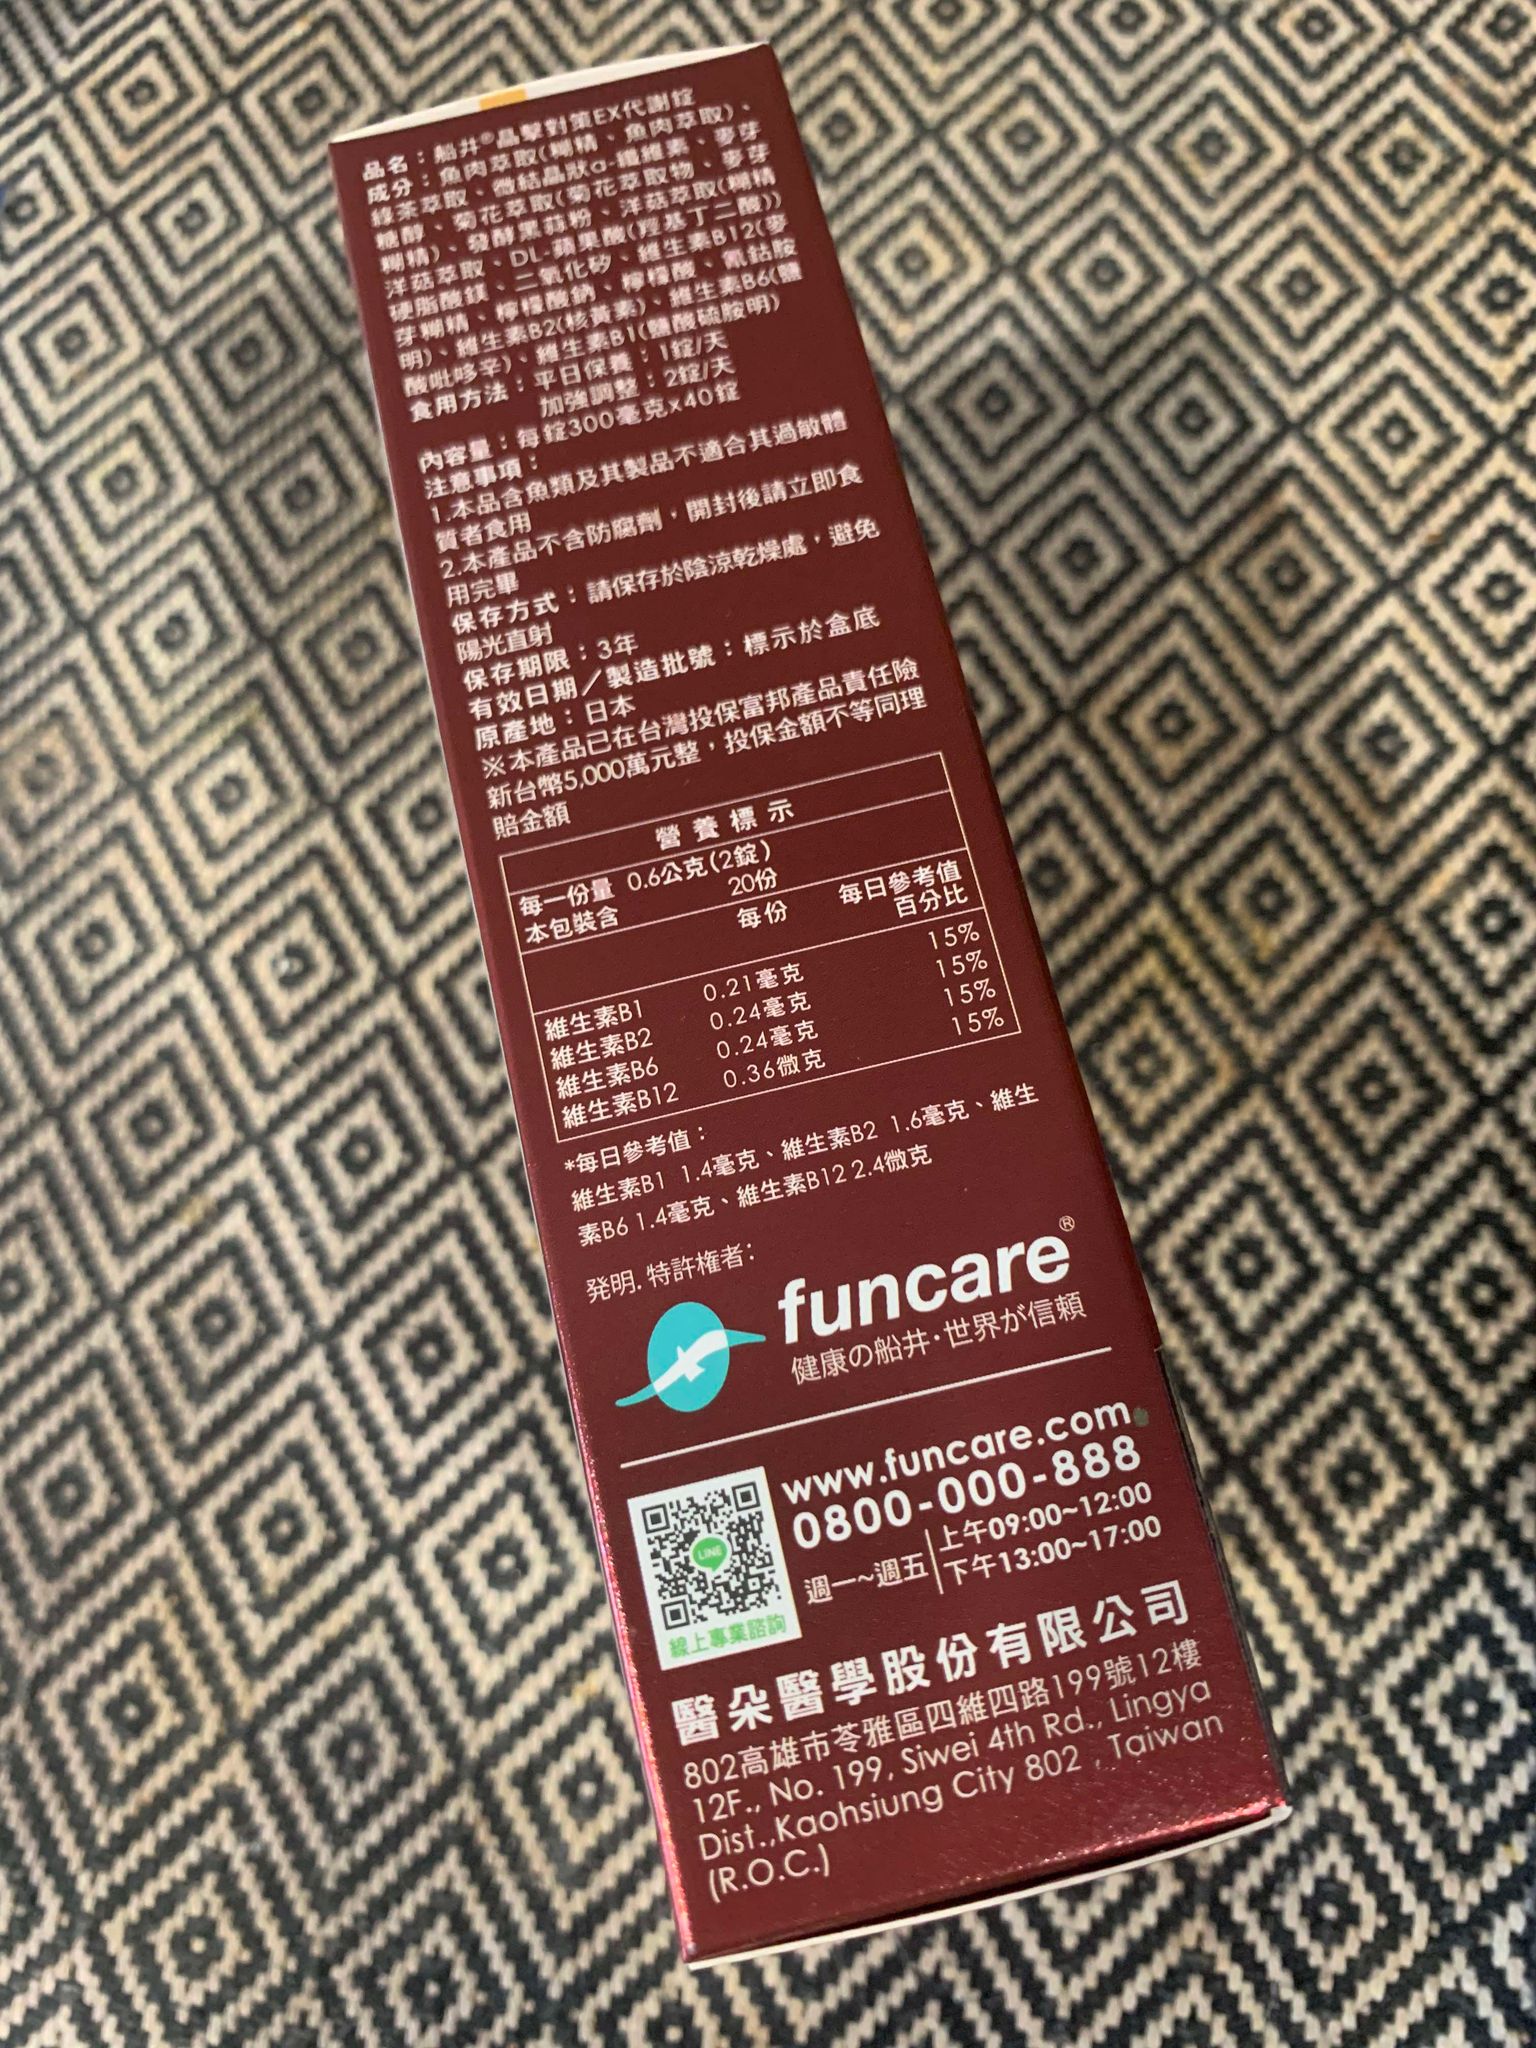 品名：船井®晶擊對策EX代謝錠
成分：魚肉萃取(糊精、魚肉萃取)、
綠茶萃取、微結晶狀α-纖維素、麥芽
糖醇、菊花萃取(菊花萃取物、麥芽
糊精)、發酵黑蒜粉、洋菇萃取(糊精
洋菇萃取、DL-蘋果酸(羥基丁二酸))
硬脂酸鎂、二氧化矽、維生素B12(麥
芽糊精、檸檬酸鈉、檸檬酸、氰鈷胺
明)、維生素B2(核黃素)、維生素B6(鹽
酸吡哆辛)、維生素B1(鹽酸硫胺明)
食用方法：平日保養：1錠/天
加強調整：2錠/天
內容量：每錠300毫克x40錠
注意事項：
1.本品含魚類及其製品不適合其過敏體
質者食用
2.本產品不含防腐劑，開封後請立即食
用完畢
保存方式：請保存於陰涼乾燥處，避免
陽光直射
保存期限：3年
有效日期／製造批號：標示於盒底
原產地：日本
※本產品已在台灣投保富邦產品責任險
新台幣5,000萬元整，投保金額不等同理
賠金額
營養標示
每一份量 0.6公克(2錠)
本包裝含 20份
每份 每日參考值
百分比
維生素B1 0.21毫克 15%
維生素B2 0.24毫克 15%
維生素B6 0.24毫克 15%
維生素B12 0.36微克 15%
*每日參考值：
維生素B1 1.4毫克、維生素B2 1.6毫克、維生
素B6 1.4毫克、維生素B12 2.4微克
発明.特許権者：
funcare®
健康の船井·世界が信頼
www.funcare.com
0800-000-888
週一~週五 上午09:00~12:00
下午13:00~17:00
LINE
線上專業諮詢
醫朵醫學股份有限公司
802高雄市苓雅區四維四路199號12樓
12F., No. 199, Siwei 4th Rd., Lingya
Dist.,Kaohsiung City 802 , Taiwan
(R.O.C.)